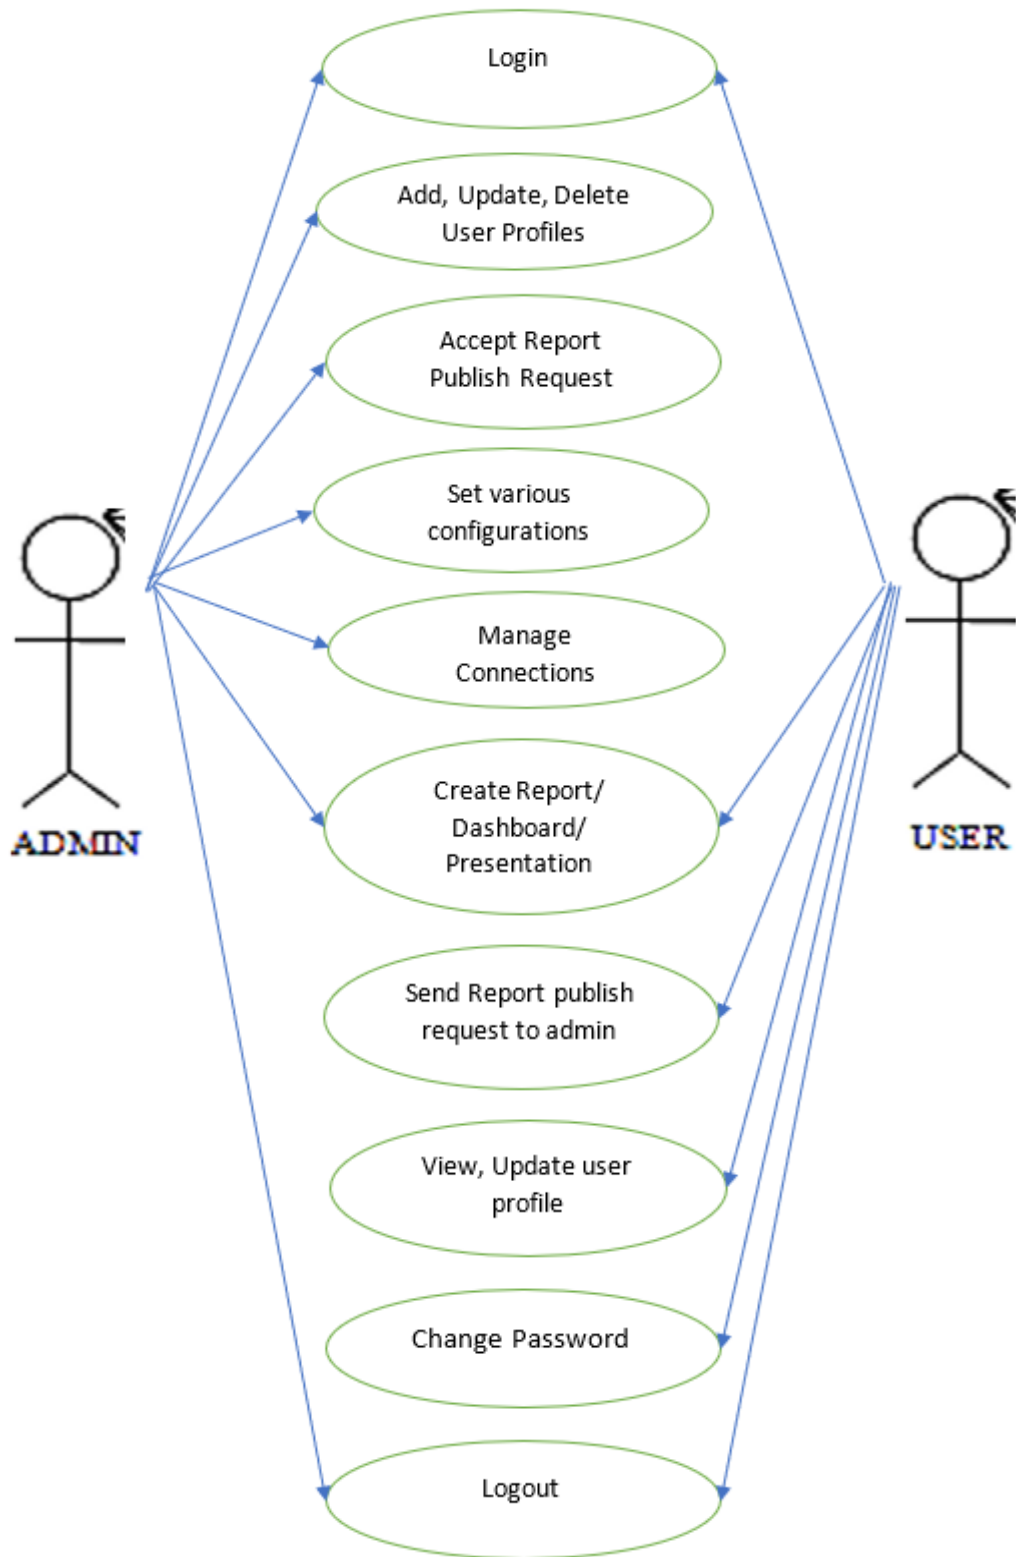 Login
Add, Update, Delete
User Profiles
Accept Report
Publish Request
Set various
configurations
Manage
Connections
Create Report/
Dashboard/
Presentation
ADMIN
USER
Send Report publish
request to admin
View, Update user
profile
Change Password
Logout